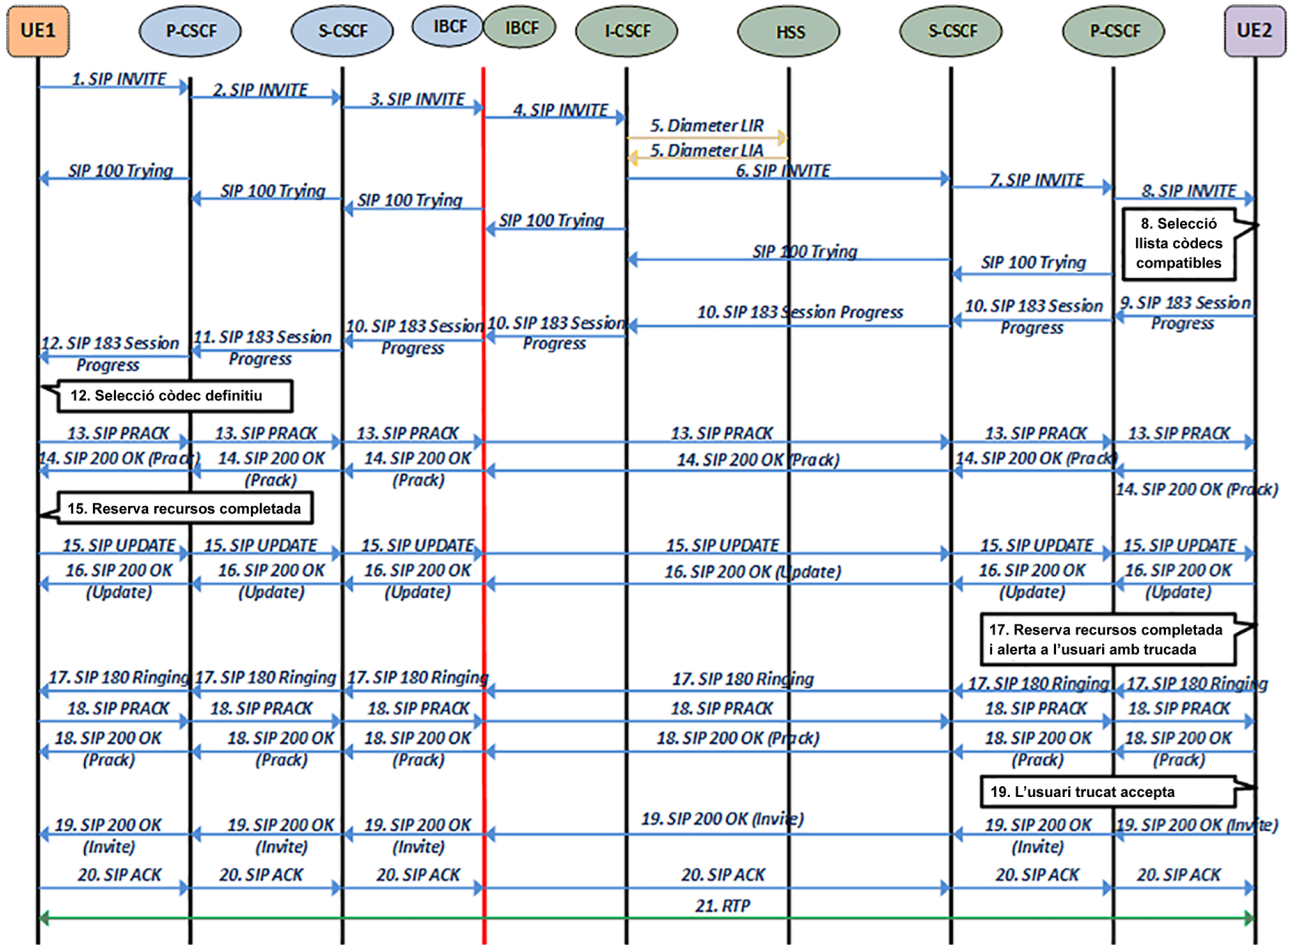 UE1
P-CSCF
S-CSCF
IBCF
IBCF
I-CSCF
HSS
S-CSCF
P-CSCF
UE2
1. SIP INVITE
2. SIP INVITE
3. SIP INVITE
4. SIP INVITE
5. Diameter LIR
5. Diameter LIA
6. SIP INVITE
7. SIP INVITE
8. SIP INVITE
SIP 100 Trying
SIP 100 Trying
SIP 100 Trying
SIP 100 Trying
SIP 100 Trying
SIP 100 Trying
8. Selecció
llista còdecs
compatibles
9. SIP 183 Session
Progress
10. SIP 183 Session
Progress
10. SIP 183 Session Progress
10. SIP 183 Session
Progress
10. SIP 183 Session
Progress
11. SIP 183 Session
Progress
12. SIP 183 Session
Progress
12. Selecció còdec definitiu
13. SIP PRACK
13. SIP PRACK
13. SIP PRACK
13. SIP PRACK
13. SIP PRACK
13. SIP PRACK
14. SIP 200 OK (Prack)
14. SIP 200 OK
(Prack)
14. SIP 200 OK
(Prack)
14. SIP 200 OK (Prack)
14. SIP 200 OK (Prack)
14. SIP 200 OK (Prack)
15. Reserva recursos completada
15. SIP UPDATE
15. SIP UPDATE
15. SIP UPDATE
15. SIP UPDATE
15. SIP UPDATE
15. SIP UPDATE
16. SIP 200 OK
(Update)
16. SIP 200 OK
(Update)
16. SIP 200 OK
(Update)
16. SIP 200 OK (Update)
16. SIP 200 OK
(Update)
16. SIP 200 OK
(Update)
17. Reserva recursos completada
i alerta a l'usuari amb trucada
17. SIP 180 Ringing
17. SIP 180 Ringing
17. SIP 180 Ringing
17. SIP 180 Ringing
17. SIP 180 Ringing
17. SIP 180 Ringing
18. SIP PRACK
18. SIP PRACK
18. SIP PRACK
18. SIP PRACK
18. SIP PRACK
18. SIP PRACK
18. SIP 200 OK
(Prack)
18. SIP 200 OK
(Prack)
18. SIP 200 OK
(Prack)
18. SIP 200 OK (Prack)
18. SIP 200 OK
(Prack)
18. SIP 200 OK
(Prack)
19. L'usuari trucat accepta
19. SIP 200 OK
(Invite)
19. SIP 200 OK
(Invite)
19. SIP 200 OK
(Invite)
19. SIP 200 OK (Invite)
19. SIP 200 OK
(Invite)
19. SIP 200 OK (Invite)
20. SIP ACK
20. SIP ACK
20. SIP ACK
20. SIP ACK
20. SIP ACK
20. SIP ACK
21. RTP